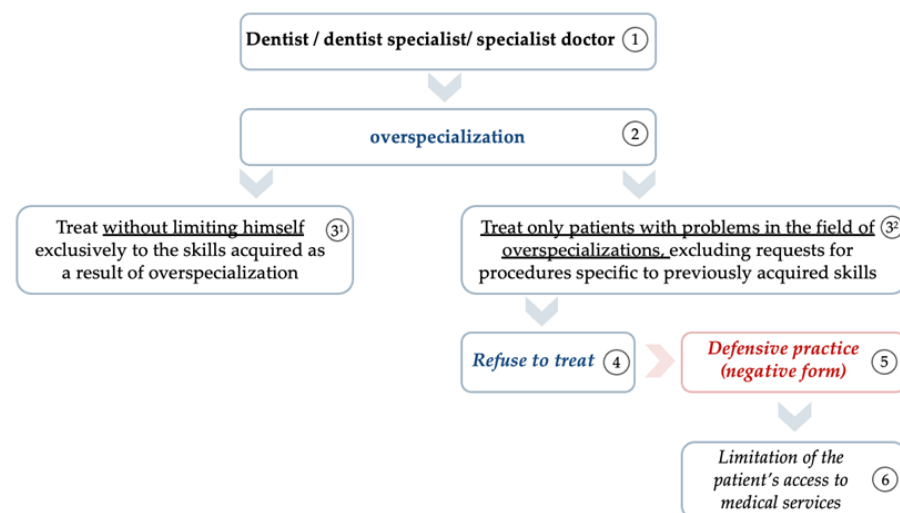 Dentist / dentist specialist/ specialist doctor 1
overspecialization 2
Treat without limiting himself 3¹
exclusively to the skills acquired as
a result of overspecialization
Treat only patients with problems in the field of 3²
overspecializations, excluding requests for
procedures specific to previously acquired skills
Refuse to treat 4
Defensive practice
(negative form) 5
Limitation of the
patient's access to 6
medical services